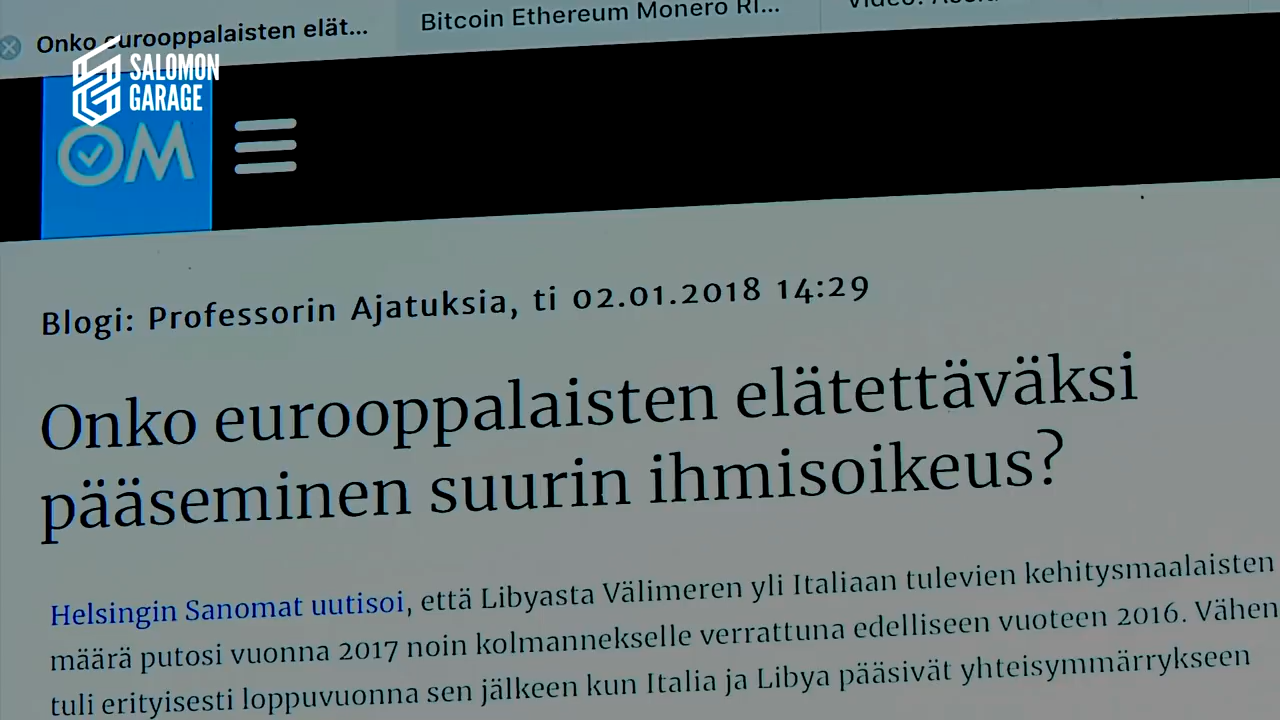 Onko eurooppalaisten elät...
Bitcoin Ethereum Monero RI...
SALOMON
GARAGE
OM
Blogi: Professorin Ajatuksia, ti 02.01.2018 14:29
Onko eurooppalaisten elätettäväksi
pääseminen suurin ihmisoikeus?
Helsingin Sanomat uutisoi, että Libyasta Välimeren yli Italiaan tulevien kehitysmaalaisten
määrä putosi vuonna 2017 noin kolmannekselle verrattuna edelliseen vuoteen 2016. Vähen
tuli erityisesti loppuvuonna sen jälkeen kun Italia ja Libya pääsivät yhteisymmärrykseen